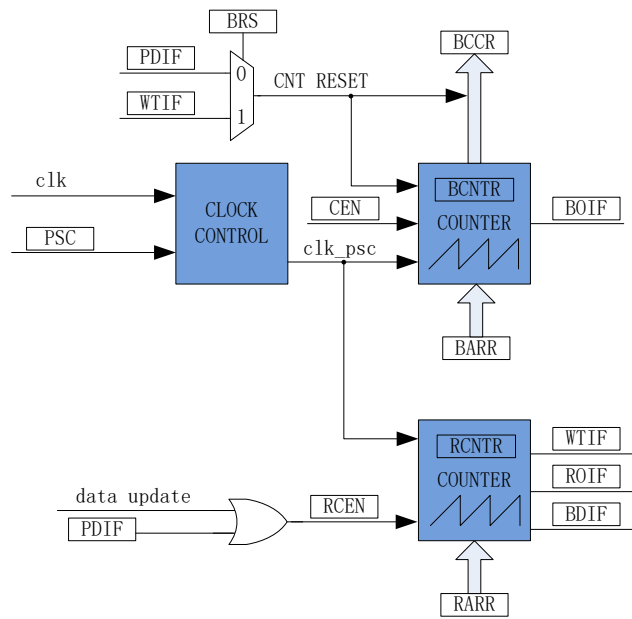 BRS
BCCR
PDIF
0
CNT RESET
WTIF
1
clk
CLOCK
CONTROL
PSC
clk_psc
CEN
BCNTR
COUNTER
BOIF
BARR
RCNTR
COUNTER
WTIF
ROIF
BDIF
data update
PDIF
RCEN
RARR